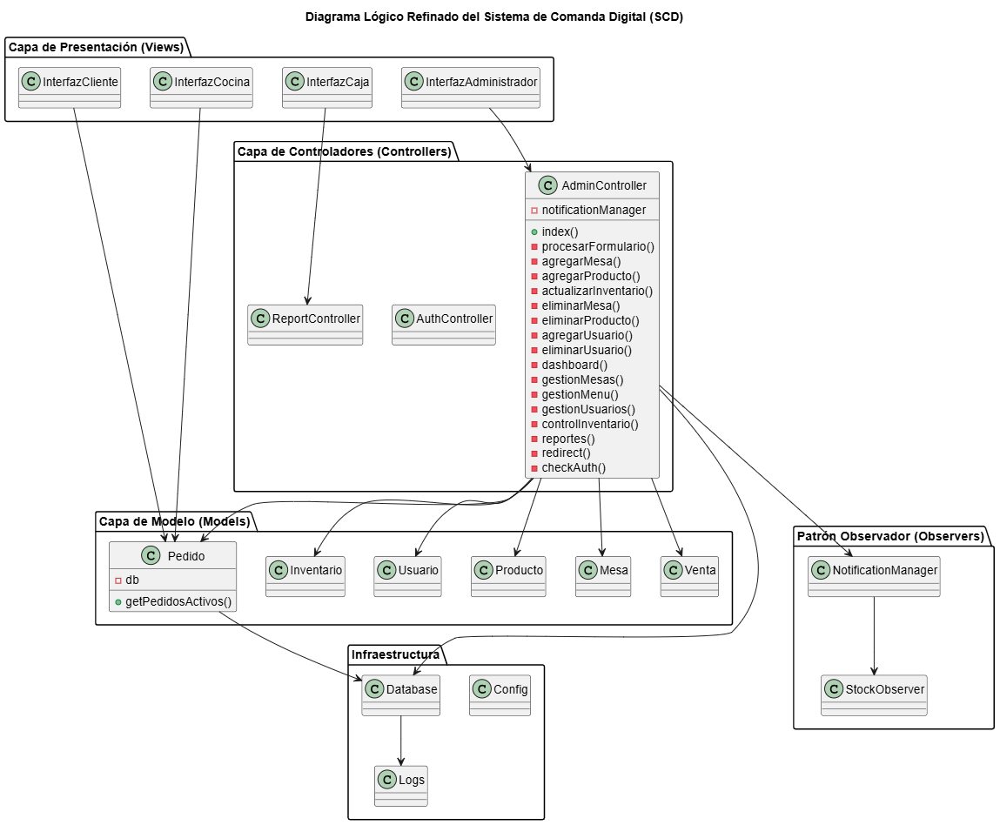 Diagrama Lógico Refinado del Sistema de Comanda Digital (SCD)
Capa de Presentación (Views)
C InterfazCliente
C InterfazCocina
C InterfazCaja
C InterfazAdministrador
Capa de Controladores (Controllers)
C AdminController
notificationManager
index()
procesarFormulario()
agregarMesa()
agregarProducto()
actualizarInventario()
eliminarMesa()
eliminarProducto()
agregarUsuario()
eliminarUsuario()
dashboard()
gestionMesas()
gestionMenu()
gestionUsuarios()
controlInventario()
reportes()
redirect()
checkAuth()
C ReportController
C AuthController
Capa de Modelo (Models)
C Pedido
db
getPedidosActivos()
C Inventario
C Usuario
C Producto
C Mesa
C Venta
Patrón Observador (Observers)
C NotificationManager
C StockObserver
Infraestructura
C Database
C Config
C Logs